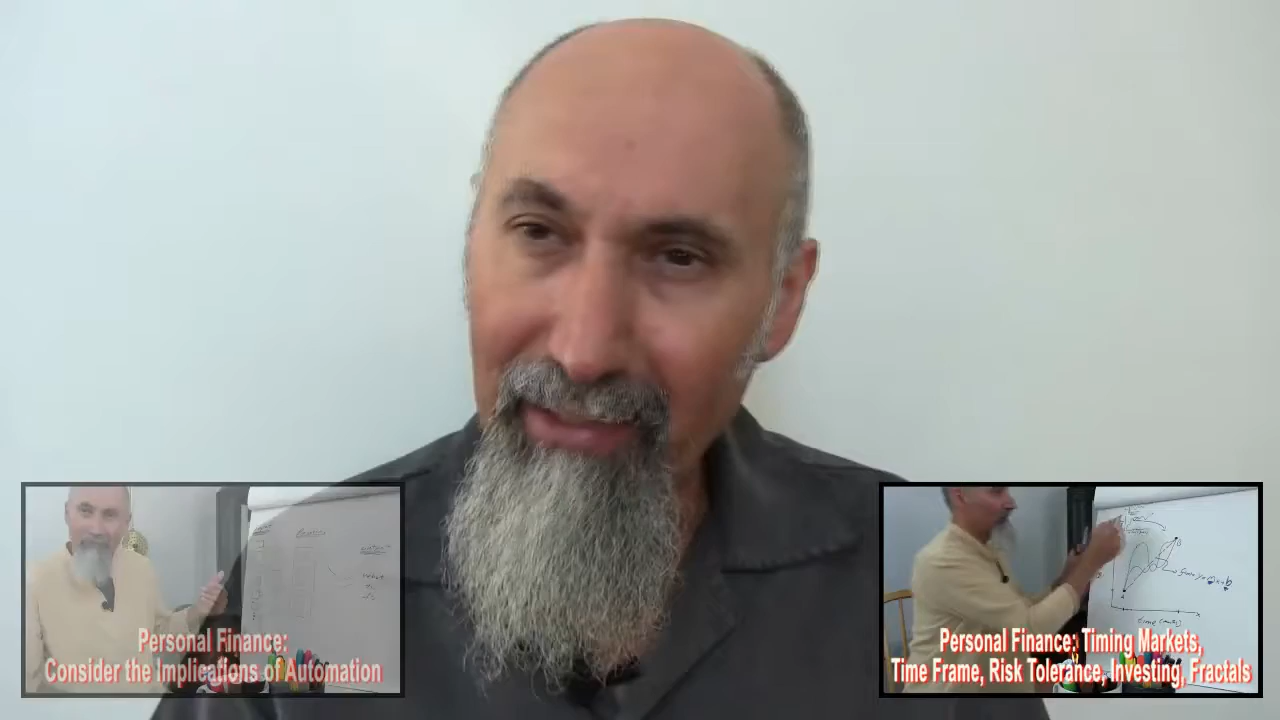 Personal Finance:
Consider the Implications of Automation
Personal Finance: Timing Markets,
Time Frame, Risk Tolerance, Investing, Fractals